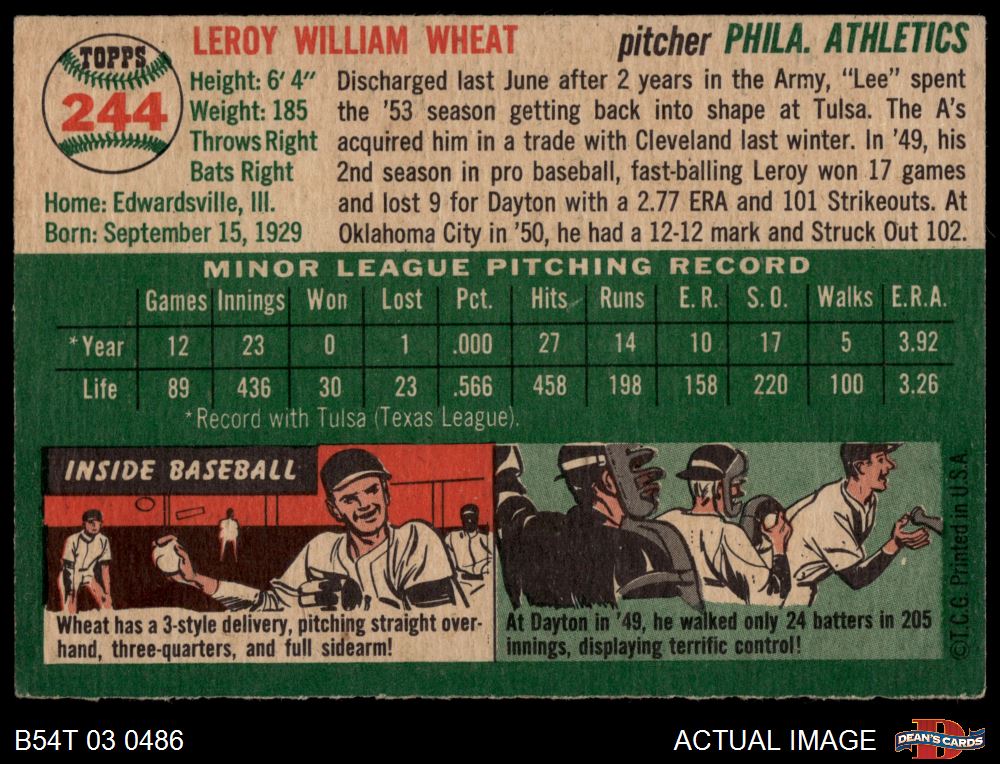 TOPPS
244
LEROY WILLIAM WHEAT
pitcher PHILA. ATHLETICS
Height: 6' 4"
Weight: 185
Throws Right
Bats Right
Home: Edwardsville, Ill.
Born: September 15, 1929
Discharged last June after 2 years in the Army, "Lee" spent
the '53 season getting back into shape at Tulsa. The A's
acquired him in a trade with Cleveland last winter. In '49, his
2nd season in pro baseball, fast-balling Leroy won 17 games
and lost 9 for Dayton with a 2.77 ERA and 101 Strikeouts. At
Oklahoma City in '50, he had a 12-12 mark and Struck Out 102.
MINOR LEAGUE PITCHING RECORD
Games Innings Won Lost Pct. Hits Runs E. R. S. O. Walks E.R.A.
*Year 12 23 0 1 .000 27 14 10 17 5 3.92
Life 89 436 30 23 .566 458 198 158 220 100 3.26
*Record with Tulsa (Texas League).
INSIDE BASEBALL
Wheat has a 3-style delivery, pitching straight over-
hand, three-quarters, and full sidearm!
At Dayton in '49, he walked only 24 batters in 205
innings, displaying terrific control!
©T.C.G. Printed in U.S.A.
B54T 03 0486
ACTUAL IMAGE
D
DEAN'S CARDS